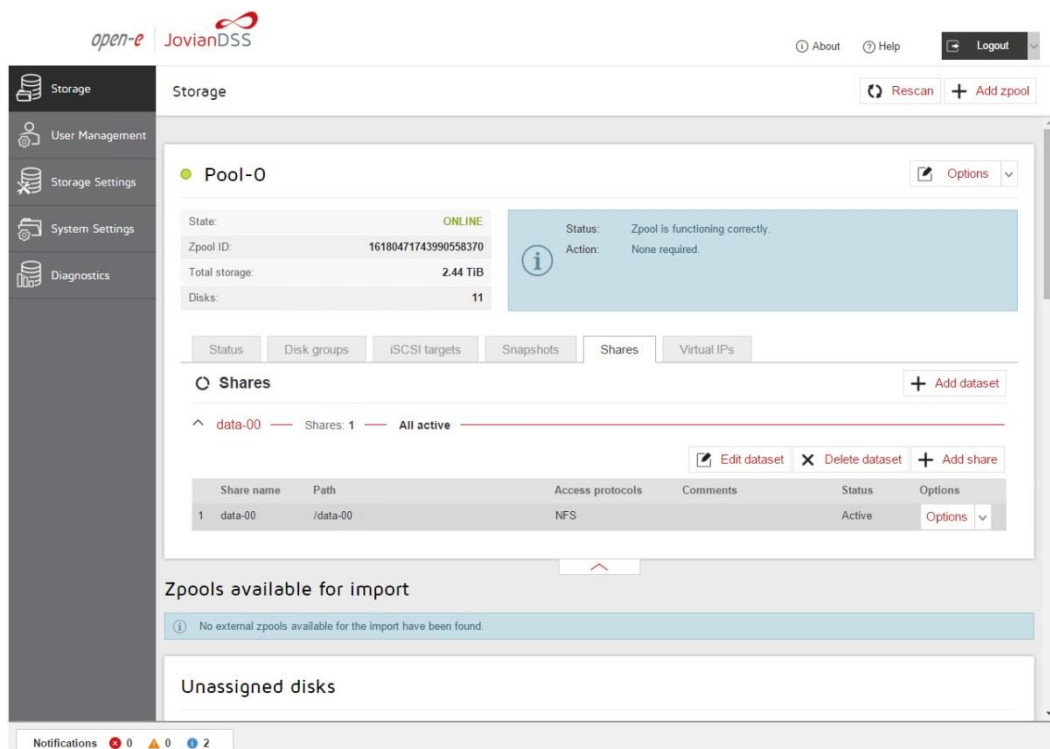 open-e JovianDSS
About Help Logout
Storage
User Management
Storage Settings
System Settings
Diagnostics
Storage Rescan Add zpool
Pool-0 Options
State: ONLINE
Zpool ID: 16180471743990558370
Total storage: 2.44 TiB
Disks: 11
Status: Zpool is functioning correctly.
Action: None required.
Status Disk groups iSCSI targets Snapshots Shares Virtual IPs
Shares Add dataset
data-00 Shares: 1 All active
Edit dataset Delete dataset Add share
Share name Path Access protocols Comments Status Options
1 data-00 /data-00 NFS Active Options
Zpools available for import
No external zpools available for the import have been found.
Unassigned disks
Notifications 0 0 2